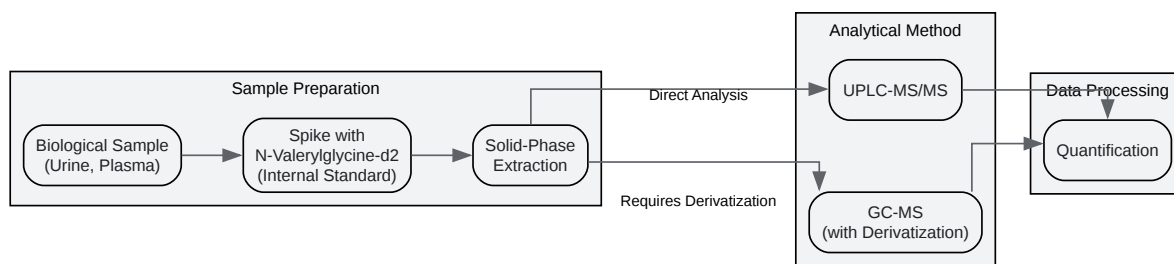 Sample Preparation
Biological Sample
(Urine, Plasma)
Spike with
N-Valerylglycine-d2
(Internal Standard)
Solid-Phase
Extraction
Direct Analysis
Requires Derivatization
Analytical Method
UPLC-MS/MS
GC-MS
(with Derivatization)
Data Processing
Quantification